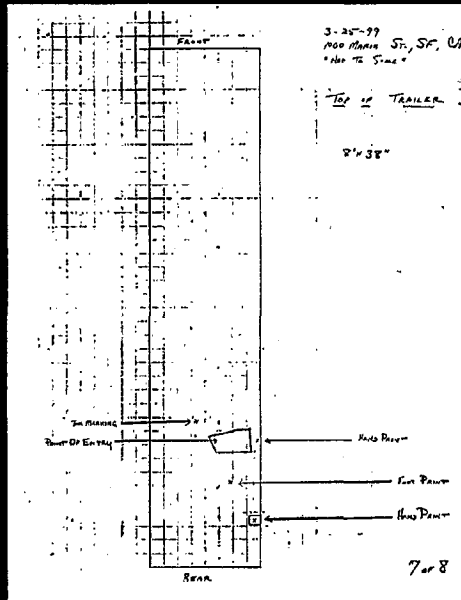 3-25-99
MARIN ST., SF, CA
"NOT TO SCALE"
TOP OF TRAILER
8' x 38"
FRONT
MARKING
POINT OF ENTRY
HAND PRINT
FOOT PRINT
HAND PRINT
REAR
7 OF 8